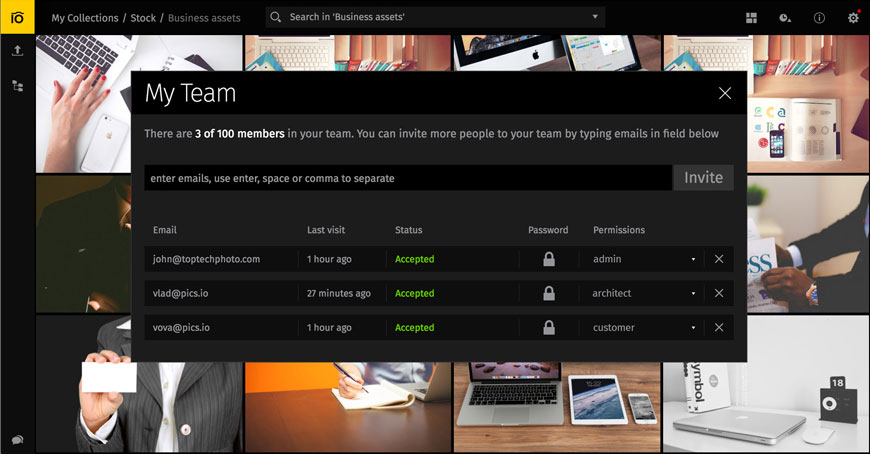 My Collections / Stock / Business assets
Search in 'Business assets'
My Team
There are 3 of 100 members in your team. You can invite more people to your team by typing emails in field below
enter emails, use enter, space or comma to separate
Invite
Email Last visit Status Password Permissions
john@toptechphoto.com 1 hour ago Accepted admin
vlad@pics.io 27 minutes ago Accepted architect
vova@pics.io 1 hour ago Accepted customer
symbol
18